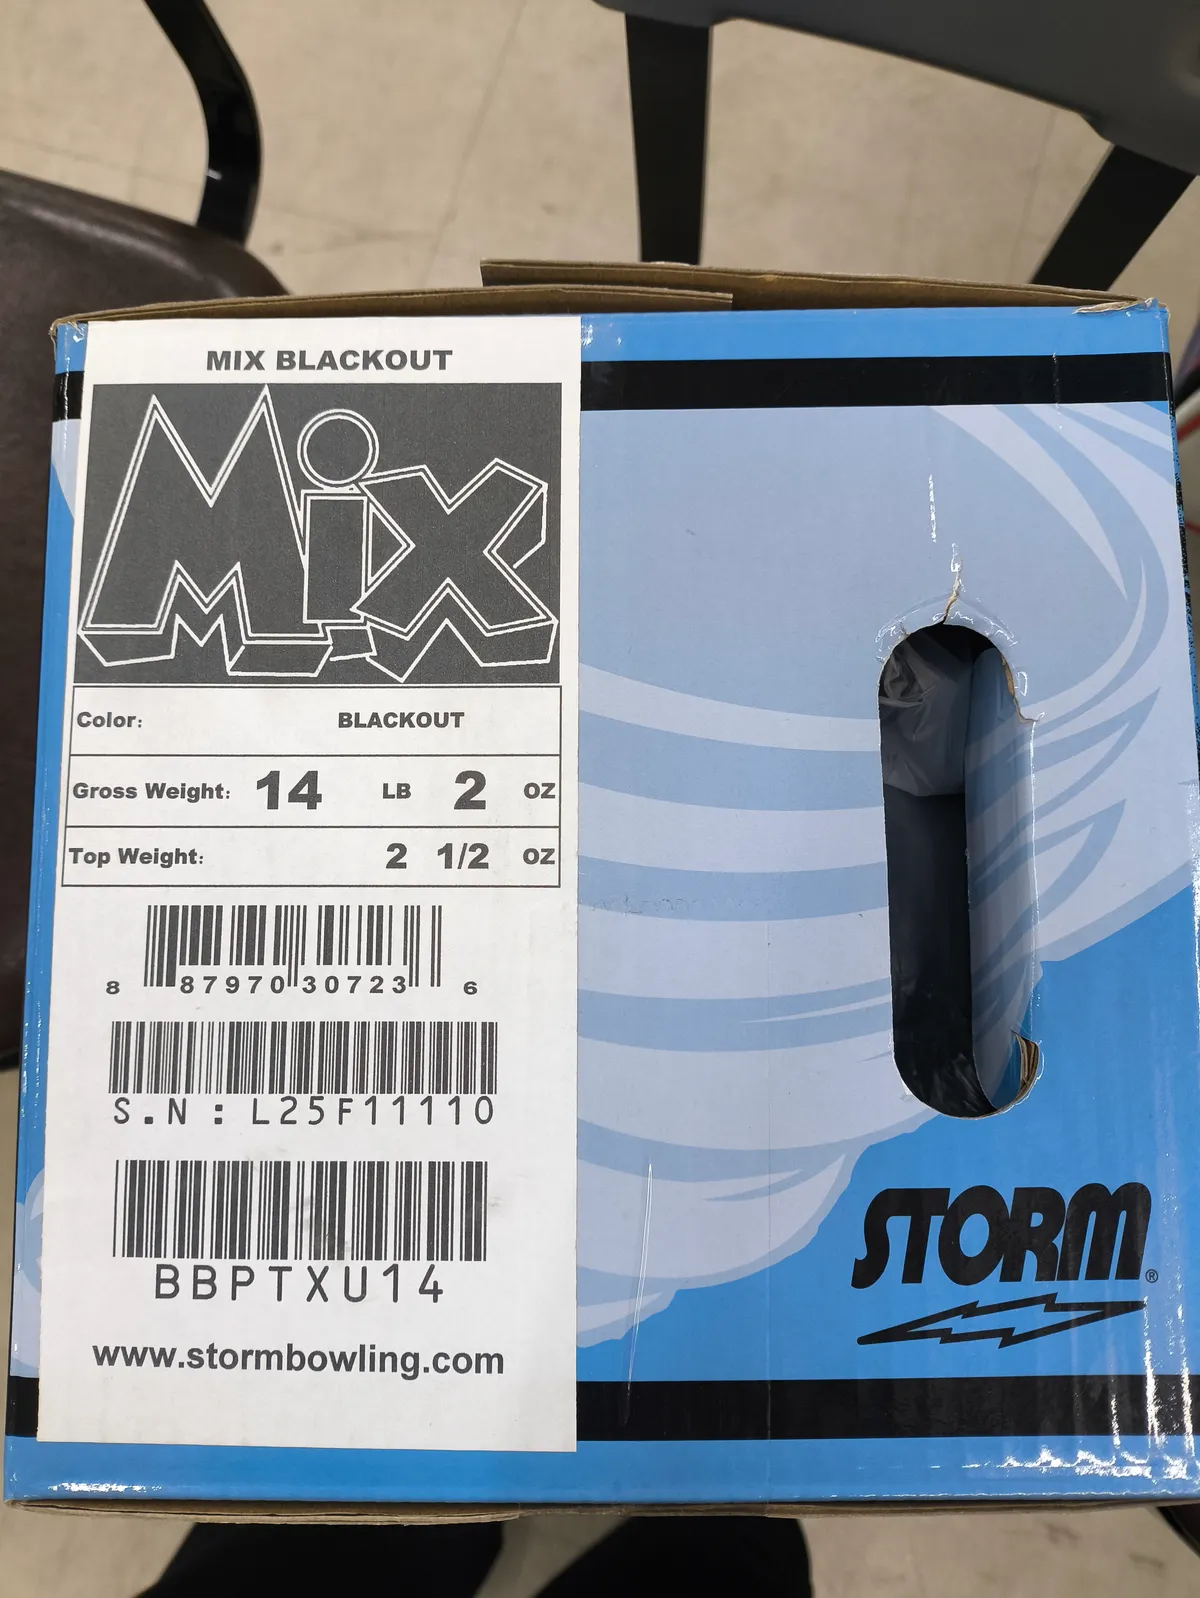 MIX BLACKOUT
Mix
Color: BLACKOUT
Gross Weight: 14 LB 2 OZ
Top Weight: 2 1/2 OZ
8 87970 30723 6
S.N : L25F11110
BBPTXU14
www.stormbowling.com
STORM®